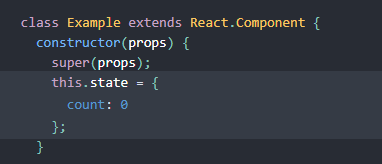 class Example extends React.Component {
  constructor(props) {
    super(props);
    this.state = {
      count: 0
    };
  }